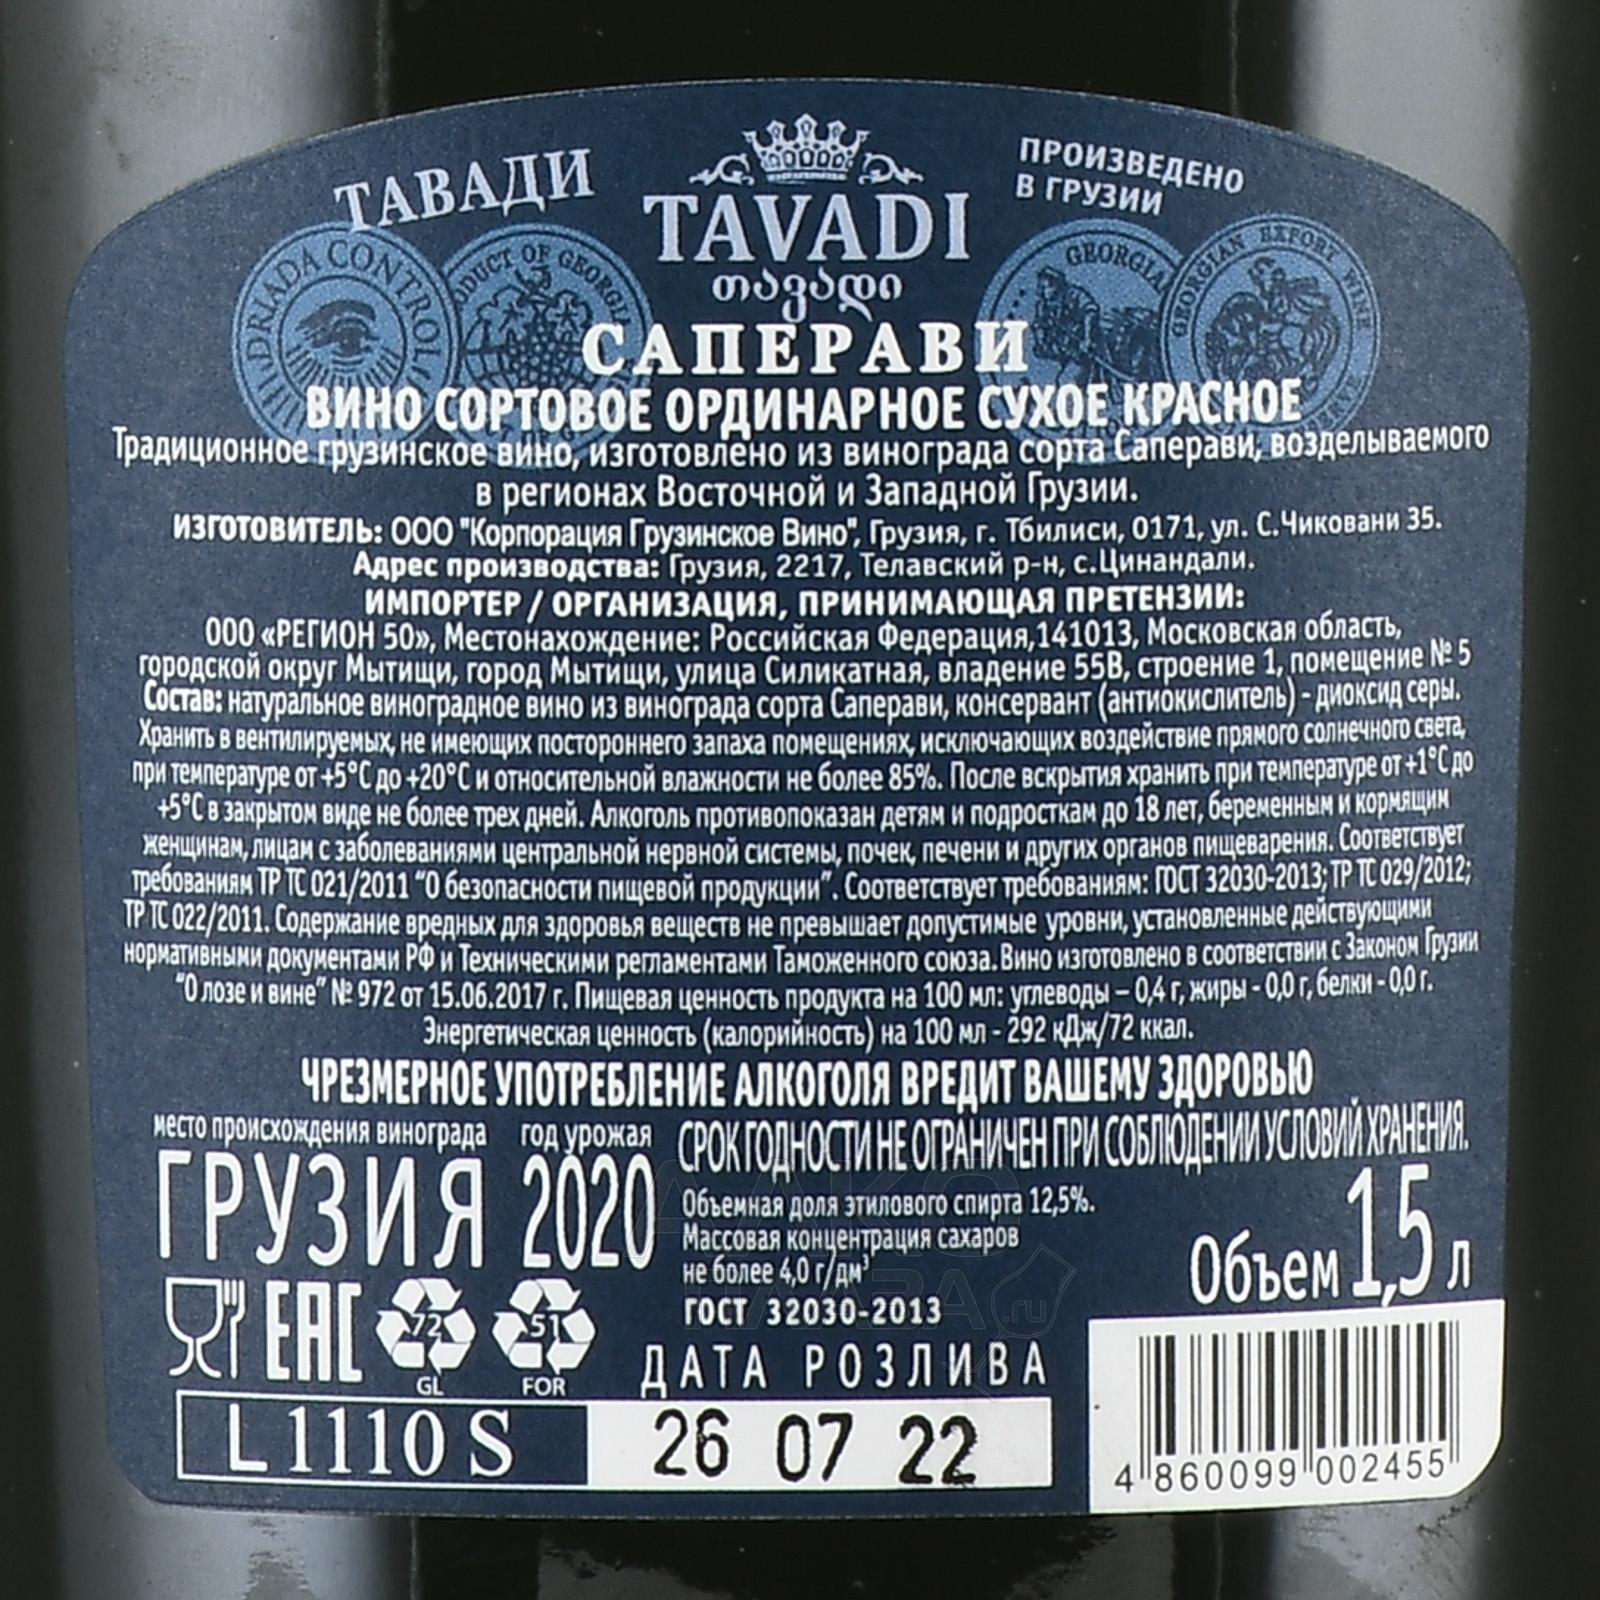 ТАВАДИ
TAVADI
თავადი
ПРОИЗВЕДЕНО
В ГРУЗИИ
DRIADA CONTROL
PRODUCT OF GEORGIA
GEORGIA
GEORGIAN EXPORT WINE
САПЕРАВИ
ВИНО СОРТОВОЕ ОРДИНАРНОЕ СУХОЕ КРАСНОЕ
Традиционное грузинское вино, изготовлено из винограда сорта Саперави, возделываемого
в регионах Восточной и Западной Грузии.
ИЗГОТОВИТЕЛЬ: ООО "Корпорация Грузинское Вино", Грузия, г. Тбилиси, 0171, ул. С.Чиковани 35.
Адрес производства: Грузия, 2217, Телавский р-н, с.Цинандали.
ИМПОРТЕР / ОРГАНИЗАЦИЯ, ПРИНИМАЮЩАЯ ПРЕТЕНЗИИ:
ООО «РЕГИОН 50», Местонахождение: Российская Федерация,141013, Московская область,
городской округ Мытищи, город Мытищи, улица Силикатная, владение 55В, строение 1, помещение № 5
Состав: натуральное виноградное вино из винограда сорта Саперави, консервант (антиокислитель) - диоксид серы.
Хранить в вентилируемых, не имеющих постороннего запаха помещениях, исключающих воздействие прямого солнечного света,
при температуре от +5°С до +20°С и относительной влажности не более 85%. После вскрытия хранить при температуре от +1°С до
+5°С в закрытом виде не более трех дней. Алкоголь противопоказан детям и подросткам до 18 лет, беременным и кормящим
женщинам, лицам с заболеваниями центральной нервной системы, почек, печени и других органов пищеварения. Соответствует
требованиям ТР ТС 021/2011 “О безопасности пищевой продукции”. Соответствует требованиям: ГОСТ 32030-2013; ТР ТС 029/2012;
ТР ТС 022/2011. Содержание вредных для здоровья веществ не превышает допустимые уровни, установленные действующими
нормативными документами РФ и Техническими регламентами Таможенного союза. Вино изготовлено в соответствии с Законом Грузии
“О лозе и вине” № 972 от 15.06.2017 г. Пищевая ценность продукта на 100 мл: углеводы – 0,4 г, жиры - 0,0 г, белки - 0,0 г.
Энергетическая ценность (калорийность) на 100 мл - 292 кДж/72 ккал.
ЧРЕЗМЕРНОЕ УПОТРЕБЛЕНИЕ АЛКОГОЛЯ ВРЕДИТ ВАШЕМУ ЗДОРОВЬЮ
место происхождения винограда
ГРУЗИЯ
год урожая
2020
СРОК ГОДНОСТИ НЕ ОГРАНИЧЕН ПРИ СОБЛЮДЕНИИ УСЛОВИЙ ХРАНЕНИЯ.
Объемная доля этилового спирта 12,5%.
Массовая концентрация сахаров
не более 4,0 г/дм³
ГОСТ 32030-2013
Объем 1,5 л
EAC
72
GL
51
FOR
ДАТА РОЗЛИВА
L 1110 S
26 07 22
4 860099 002455
АЛКО
ТАРА
.ru